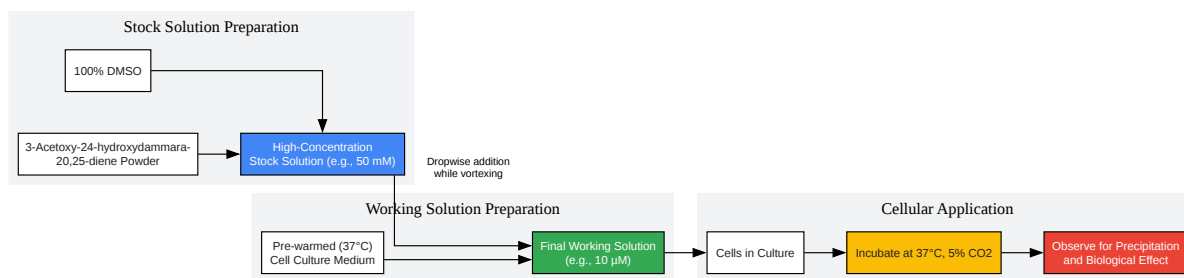 Stock Solution Preparation
100% DMSO
3-Acetoxy-24-hydroxydammara-
20,25-diene Powder
High-Concentration
Stock Solution (e.g., 50 mM)
Dropwise addition
while vortexing
Working Solution Preparation
Pre-warmed (37°C)
Cell Culture Medium
Final Working Solution
(e.g., 10 µM)
Cellular Application
Cells in Culture
Incubate at 37°C, 5% CO2
Observe for Precipitation
and Biological Effect